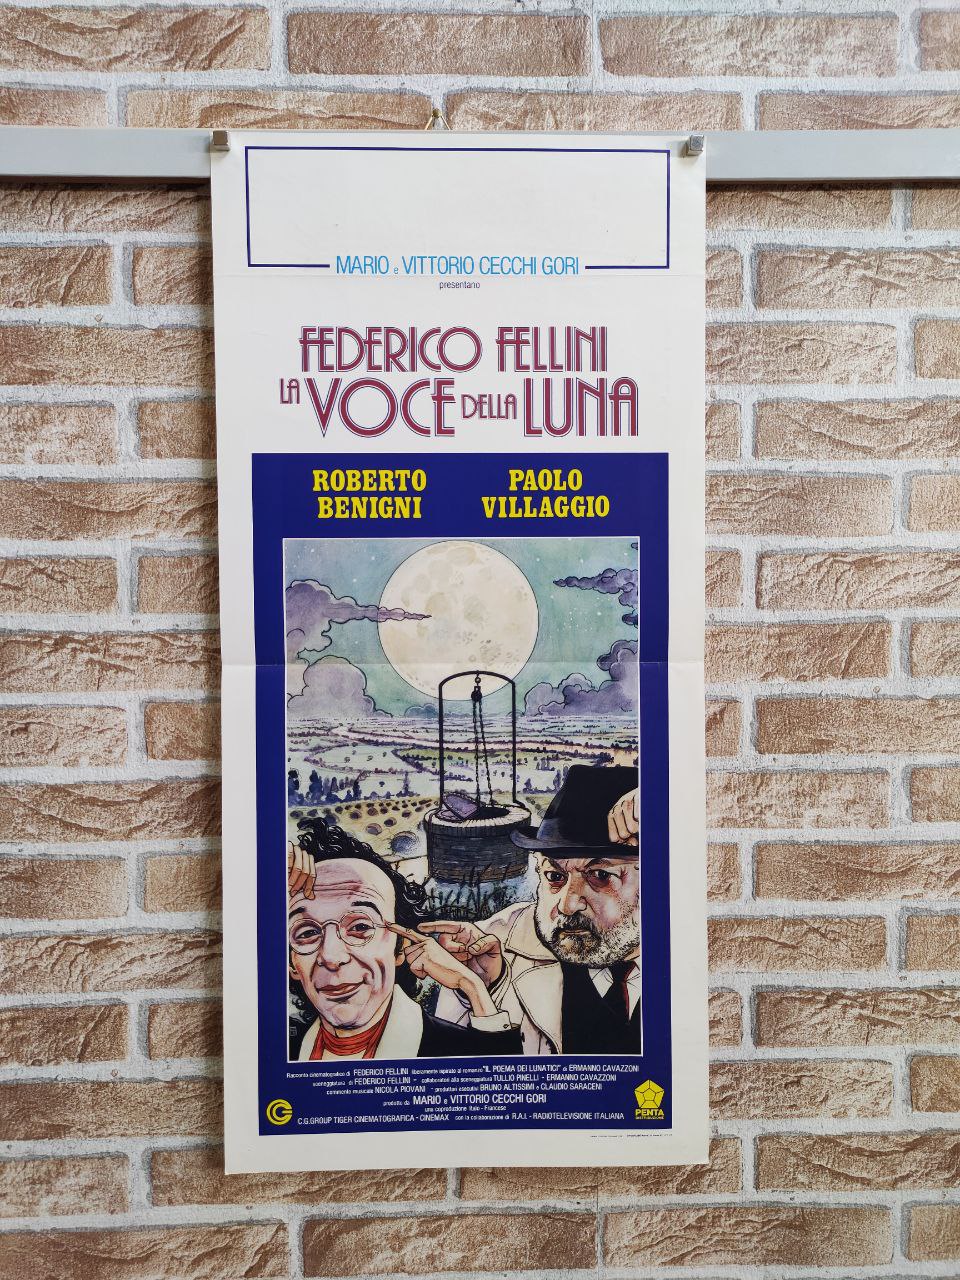 MARIO e VITTORIO CECCHI GORI
presentano
FEDERICO FELLINI
LA VOCE DELLA LUNA
ROBERTO BENIGNI
PAOLO VILLAGGIO
Racconto cinematografico di FEDERICO FELLINI liberamente ispirato al romanzo "IL POEMA DEI LUNATICI" di ERMANNO CAVAZZONI
sceneggiatura di FEDERICO FELLINI - collaboratori alla sceneggiatura TULLIO PINELLI - ERMANNO CAVAZZONI
commento musicale NICOLA PIOVANI - produttori esecutivi BRUNO ALTISSIMI e CLAUDIO SARACENI
prodotto da MARIO e VITTORIO CECCHI GORI
una coproduzione Italo - Francese
C.G.GROUP TIGER CINEMATOGRAFICA - CINEMAX con la collaborazione di R.A.I. - RADIOTELEVISIONE ITALIANA
PENTA
DISTRIBUZIONE